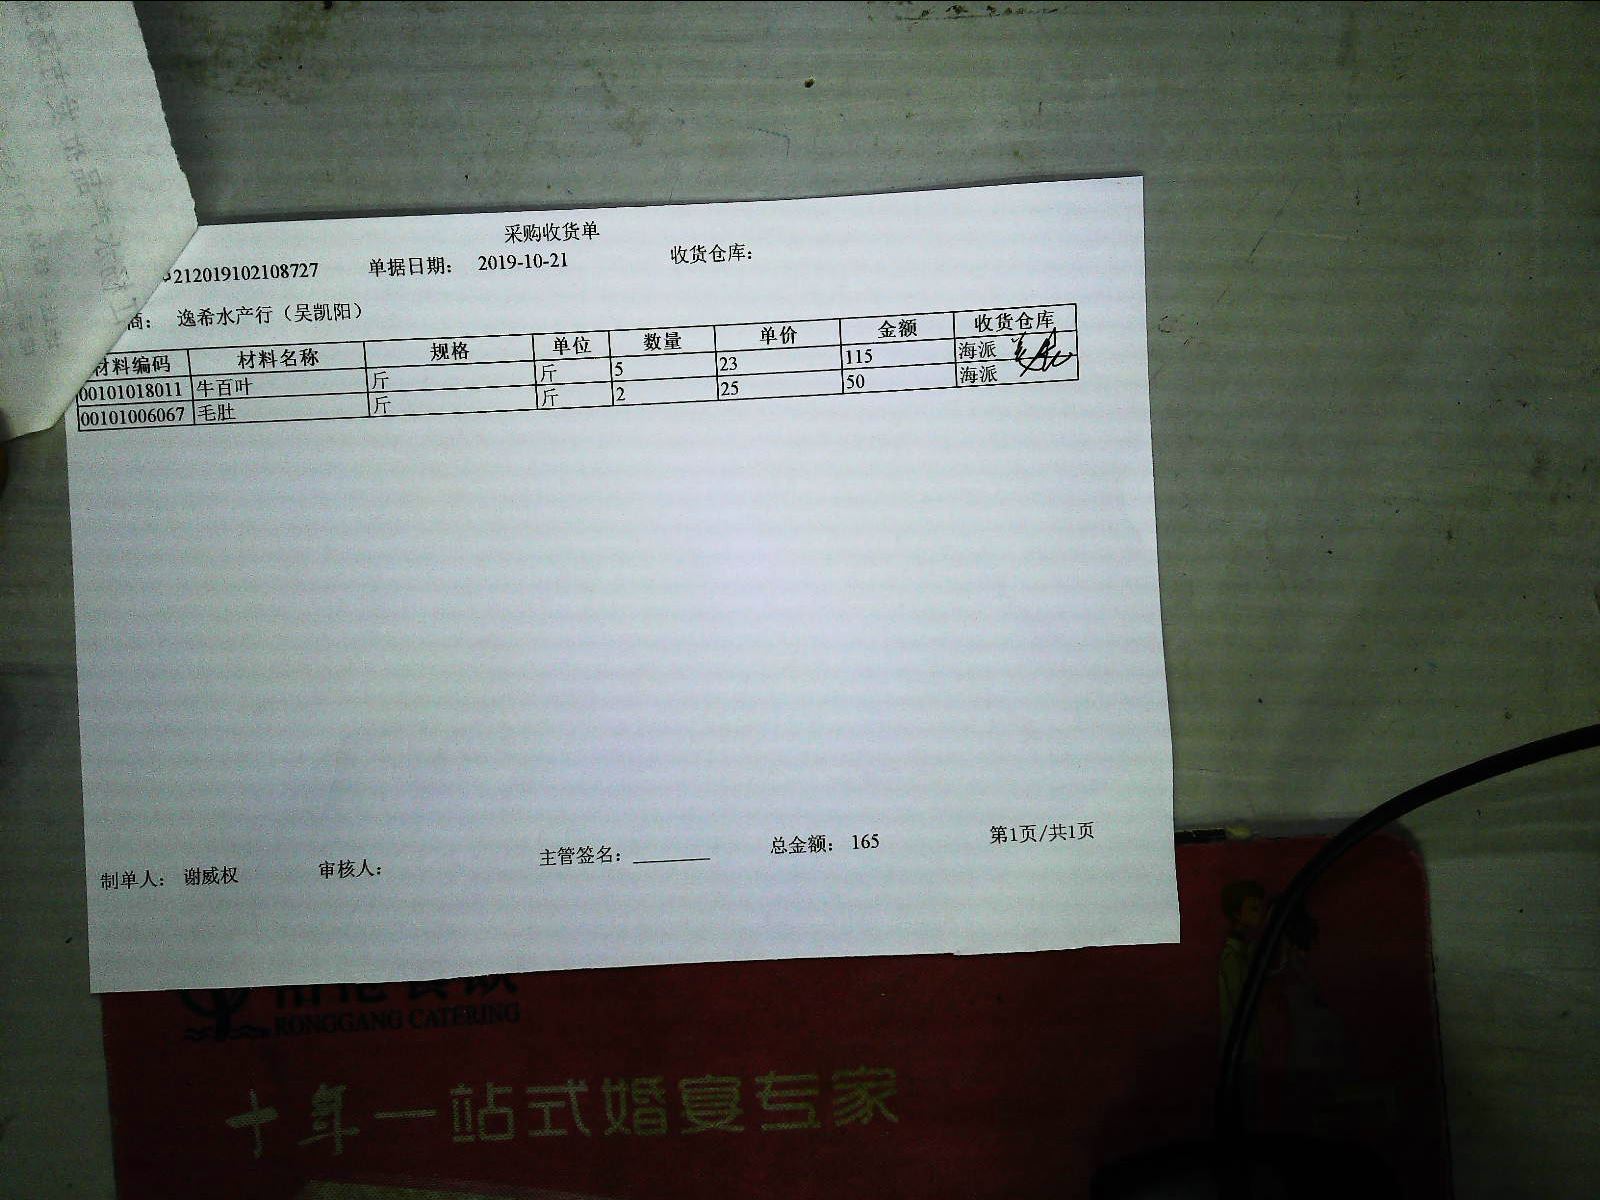 采购收货单
212019102108727 单据日期： 2019-10-21 收货仓库：
商： 逸希水产行（吴凯阳）
材料编码 材料名称 规格 单位 数量 单价 金额 收货仓库
00101018011 牛百叶 斤 斤 5 23 115 海派
00101006067 毛肚 斤 斤 2 25 50 海派
制单人： 谢威权 审核人： 主管签名：________ 总金额： 165 第1页/共1页
RONGGANG CATERING
十年一站式婚宴专家